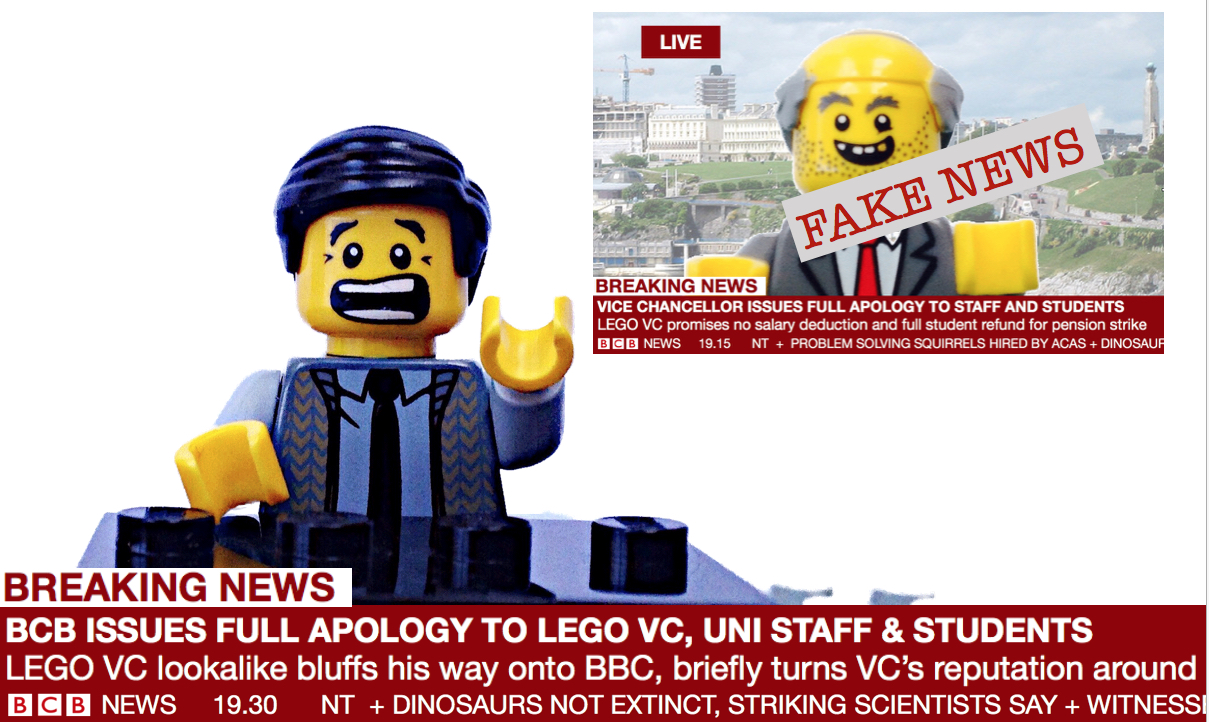 LIVE
FAKE NEWS
BREAKING NEWS
VICE CHANCELLOR ISSUES FULL APOLOGY TO STAFF AND STUDENTS
LEGO VC promises no salary deduction and full student refund for pension strike
BCB NEWS 19.15 NT + PROBLEM SOLVING SQUIRRELS HIRED BY ACAS + DINOSAUR
BREAKING NEWS
BCB ISSUES FULL APOLOGY TO LEGO VC, UNI STAFF & STUDENTS
LEGO VC lookalike bluffs his way onto BBC, briefly turns VC’s reputation around
BCB NEWS 19.30 NT + DINOSAURS NOT EXTINCT, STRIKING SCIENTISTS SAY + WITNESSI